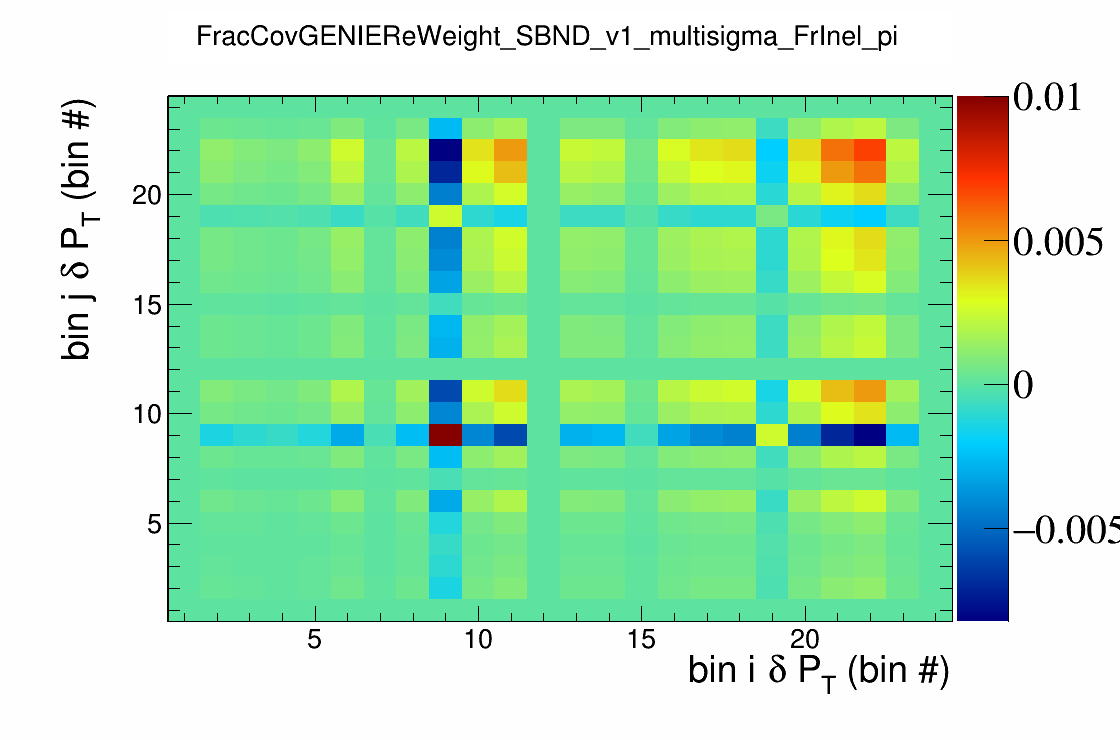 FracCovGENIEReWeight_SBND_v1_multisigma_FrInel_pi
bin j δ P_T (bin #)
20
15
10
5
5 10 15 20
bin i δ P_T (bin #)
0.01
0.005
0
−0.005